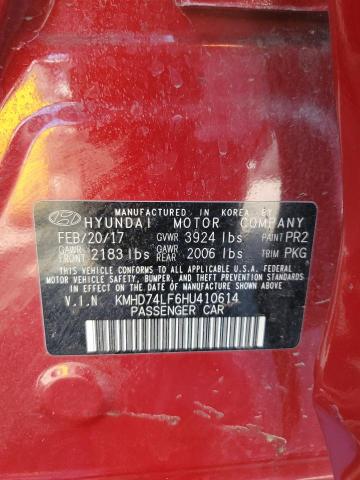 MANUFACTURED IN KOREA BY
HYUNDAI MOTOR COMPANY
FEB/20/17 GVWR 3924 lbs PAINT PR2
GAWR FRONT 2183 lbs GAWR REAR 2006 lbs TRIM PKG
THIS VEHICLE CONFORMS TO ALL APPLICABLE U.S.
FEDERAL MOTOR VEHICLE SAFETY, BUMPER, AND THEFT
PREVENTION STANDARDS IN EFFECT ON THE DATE OF
MANUFACTURE SHOWN ABOVE.
V.I.N KMHD74LF6HU410614
PASSENGER CAR